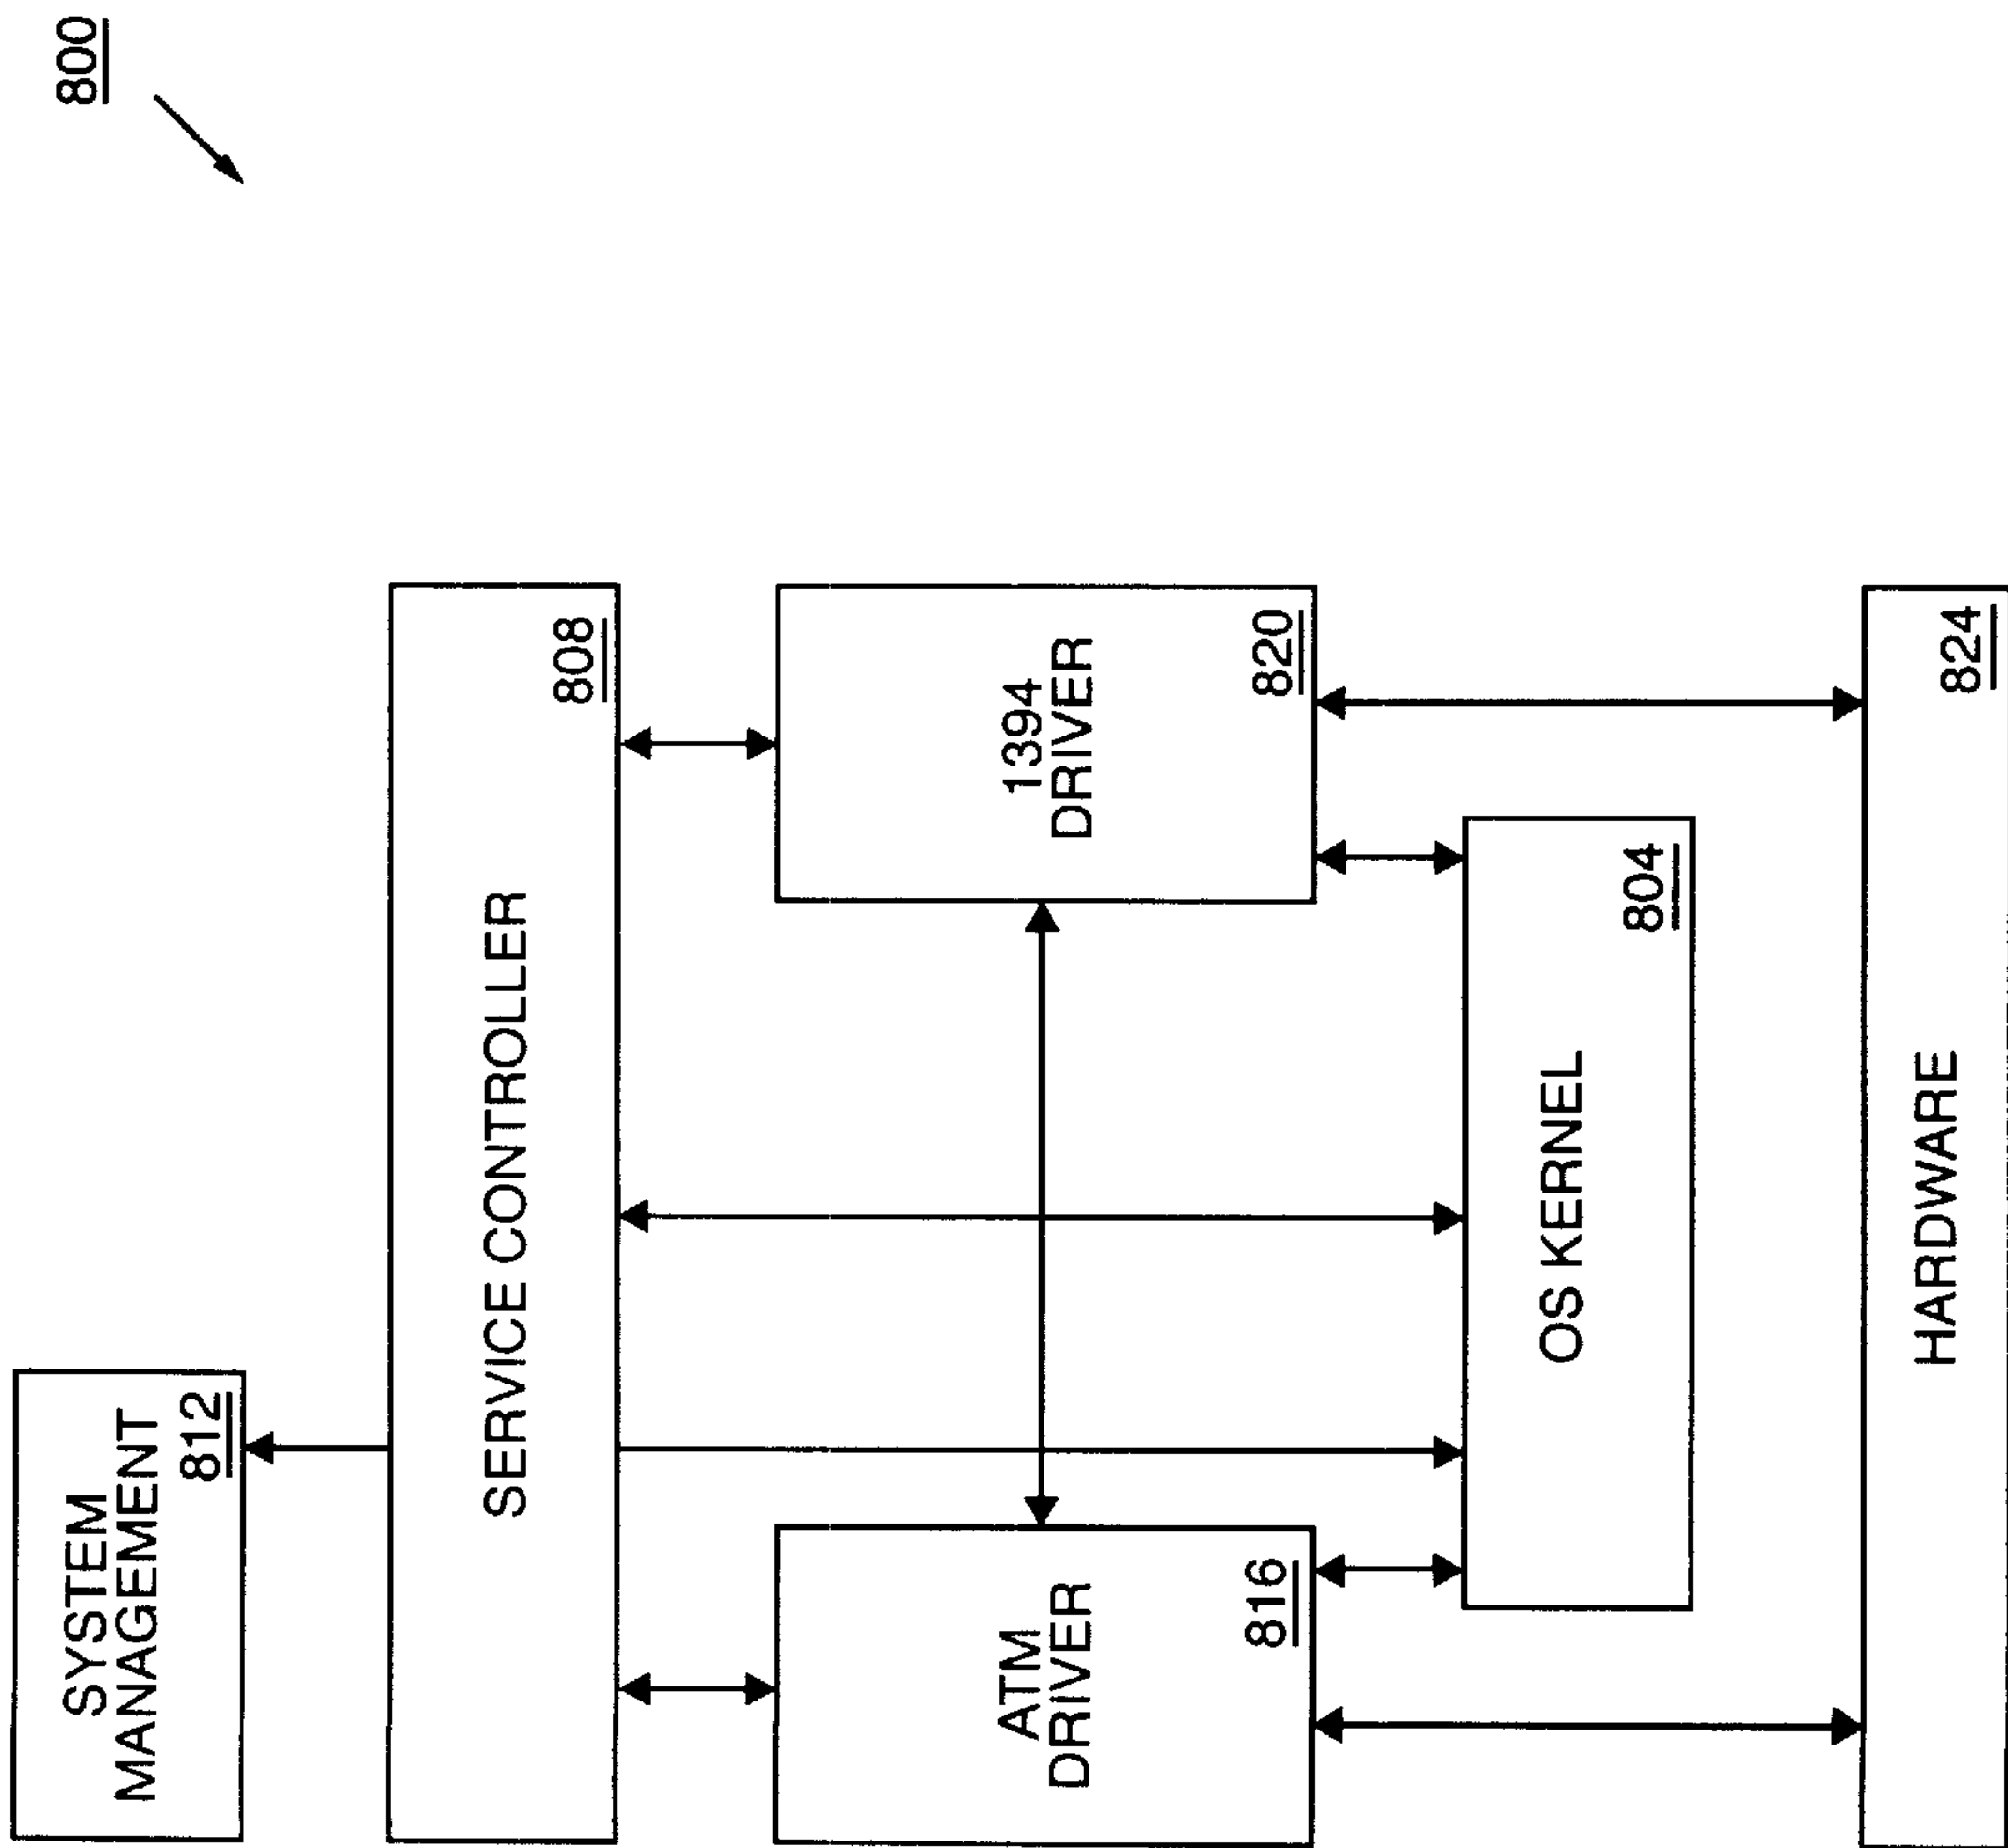 800
SYSTEM
MANAGEMENT
812
SERVICE CONTROLLER
808
ATM
DRIVER
816
1394
DRIVER
820
OS KERNEL
804
HARDWARE
824